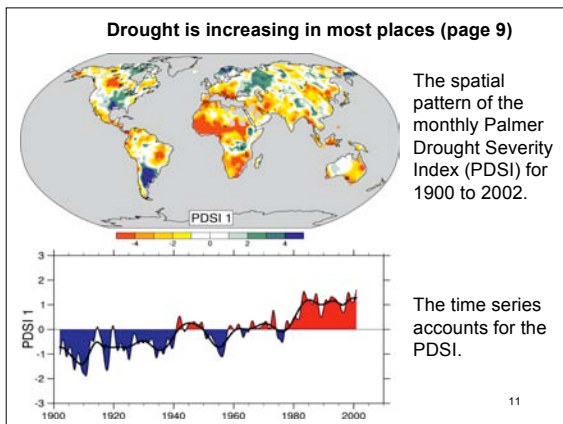 Drought is increasing in most places (page 9)
The spatial
pattern of the
monthly Palmer
Drought Severity
Index (PDSI) for
1900 to 2002.
PDSI 1
-4 -2 0 2 4
3
2
1
0
-1
-2
-3
PDSI 1
1900 1920 1940 1960 1980 2000
The time series
accounts for the
PDSI.
11